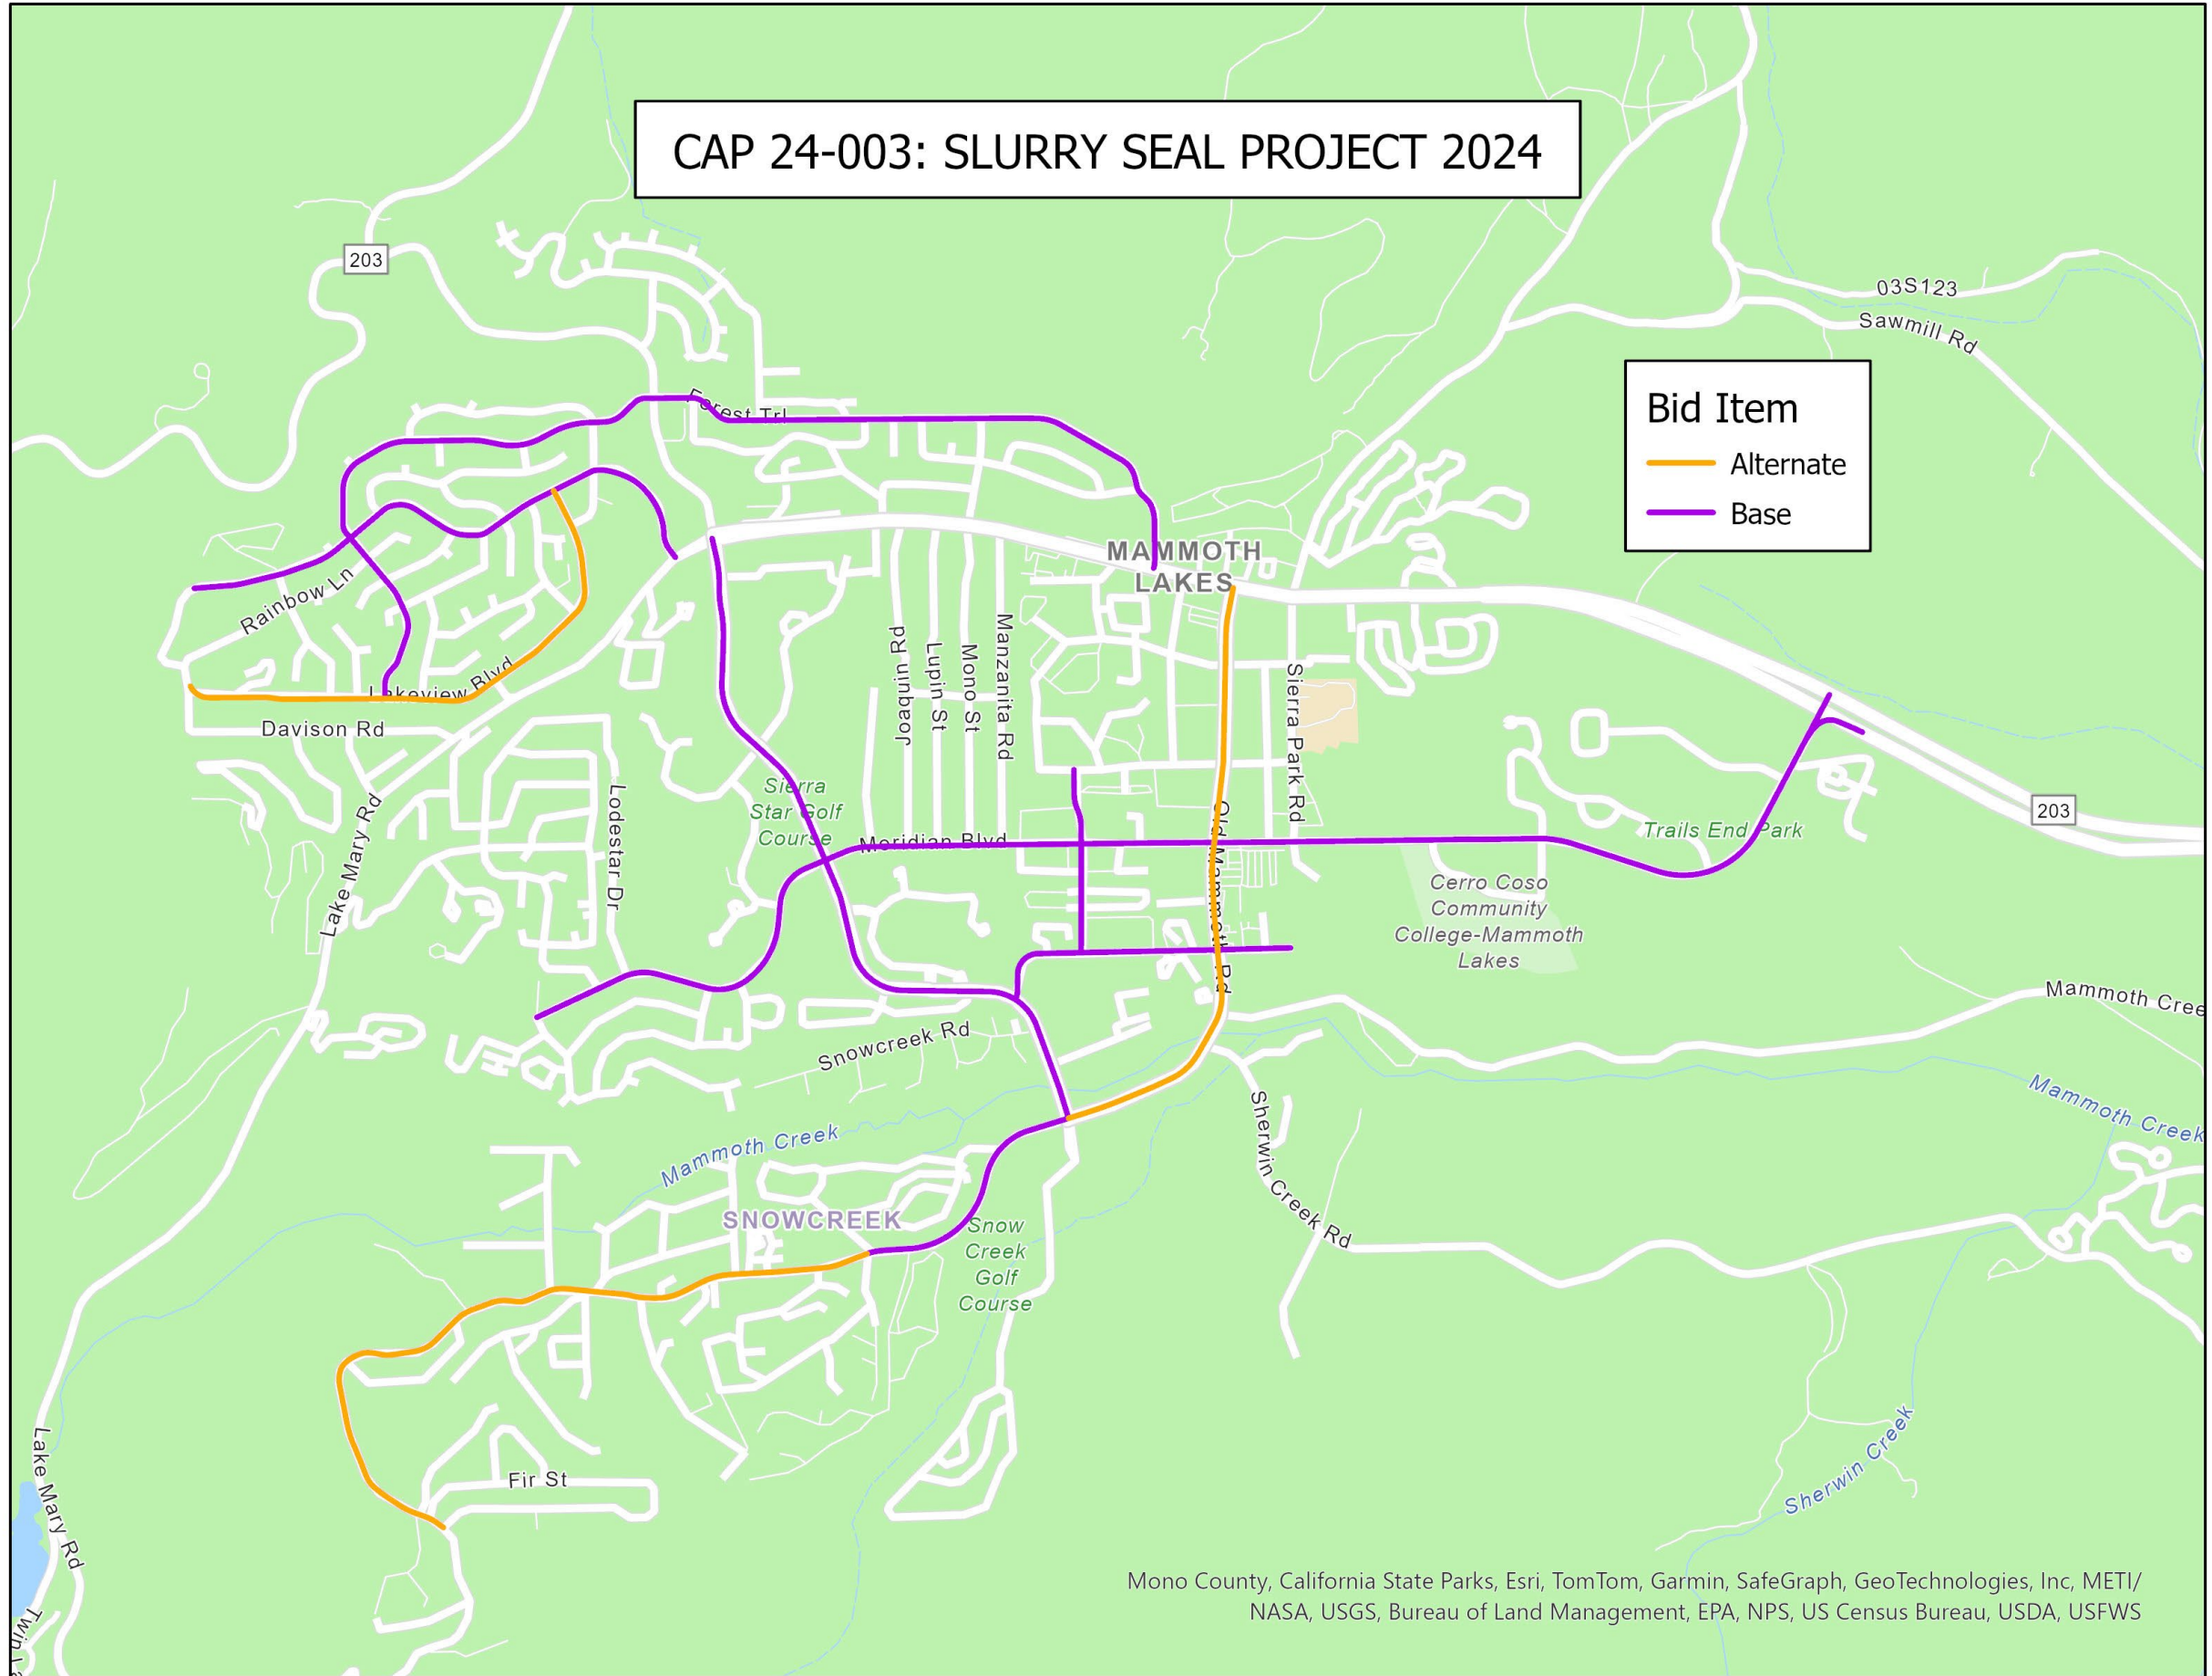 CAP 24-003: SLURRY SEAL PROJECT 2024
203
03S123
Sawmill Rd
Forest Trl
Bid Item
Alternate
Base
MAMMOTH
LAKES
Rainbow Ln
Lakeview Blvd
Davison Rd
Joaquin Rd
Lupin St
Mono St
Manzanita Rd
Sierra Park Rd
Sierra
Star Golf
Course
Lodestar Dr
Lake Mary Rd
Meridian Blvd
Old Mammoth Rd
Trails End Park
203
Cerro Coso
Community
College-Mammoth
Lakes
Mammoth Cree
Snowcreek Rd
Mammoth Creek
Mammoth Creek
Sherwin Creek Rd
SNOWCREEK
Snow
Creek
Golf
Course
Lake Mary Rd
Fir St
Sherwin Creek
Twin La
Mono County, California State Parks, Esri, TomTom, Garmin, SafeGraph, GeoTechnologies, Inc, METI/
NASA, USGS, Bureau of Land Management, EPA, NPS, US Census Bureau, USDA, USFWS